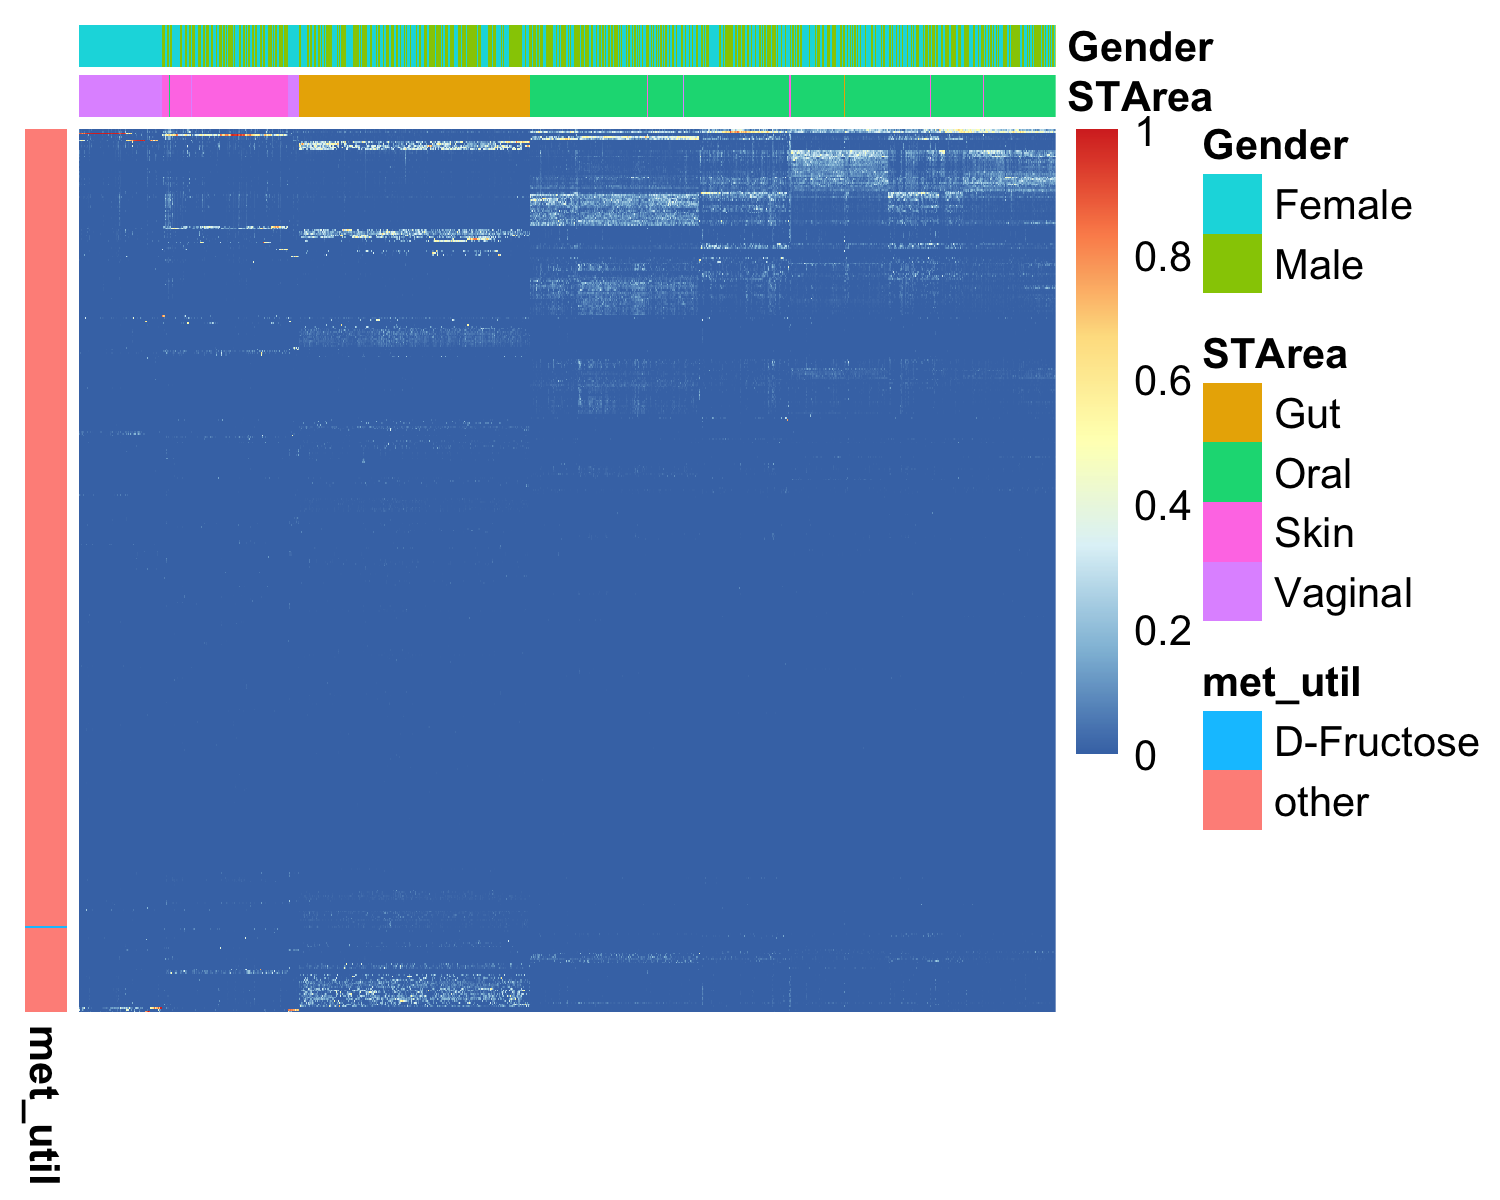 Gender
STArea
1
0.8
0.6
0.4
0.2
0
Gender
Female
Male
STArea
Gut
Oral
Skin
Vaginal
met_util
D-Fructose
other
met_util